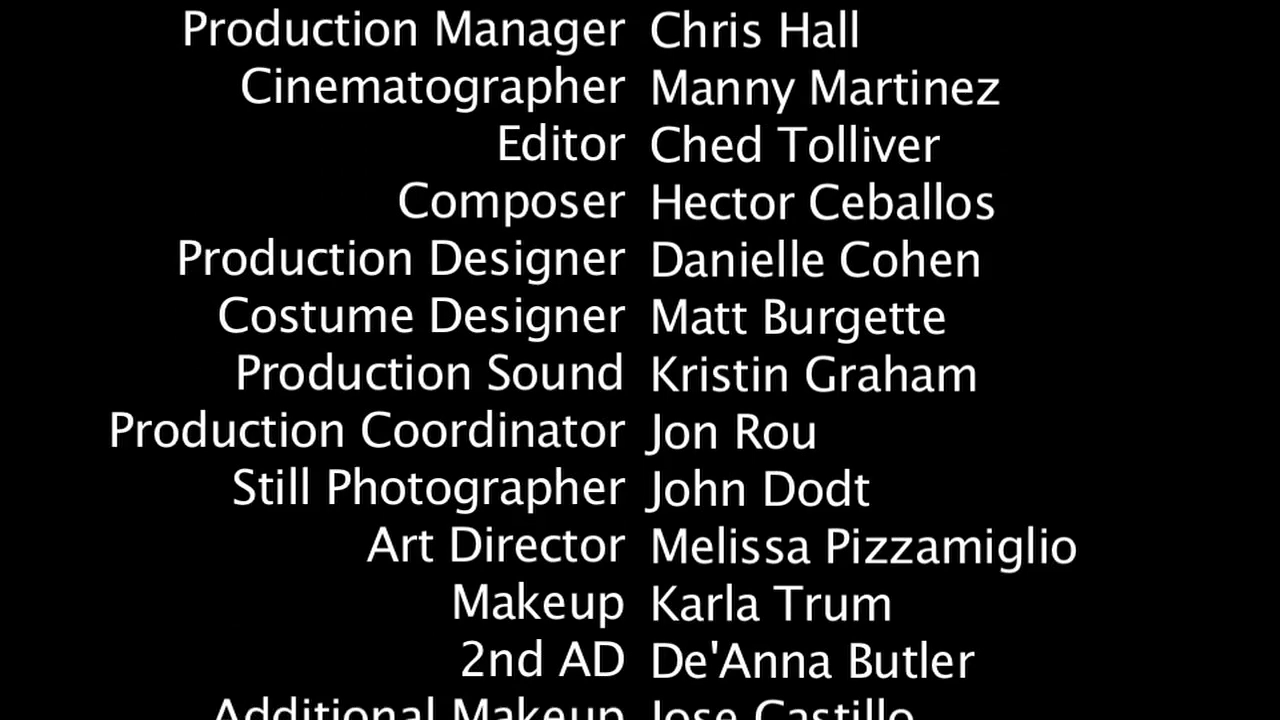 Production Manager Chris Hall
Cinematographer Manny Martinez
Editor Ched Tolliver
Composer Hector Ceballos
Production Designer Danielle Cohen
Costume Designer Matt Burgette
Production Sound Kristin Graham
Production Coordinator Jon Rou
Still Photographer John Dodt
Art Director Melissa Pizzamiglio
Makeup Karla Trum
2nd AD De'Anna Butler
Additional Makeup Jose Castillo